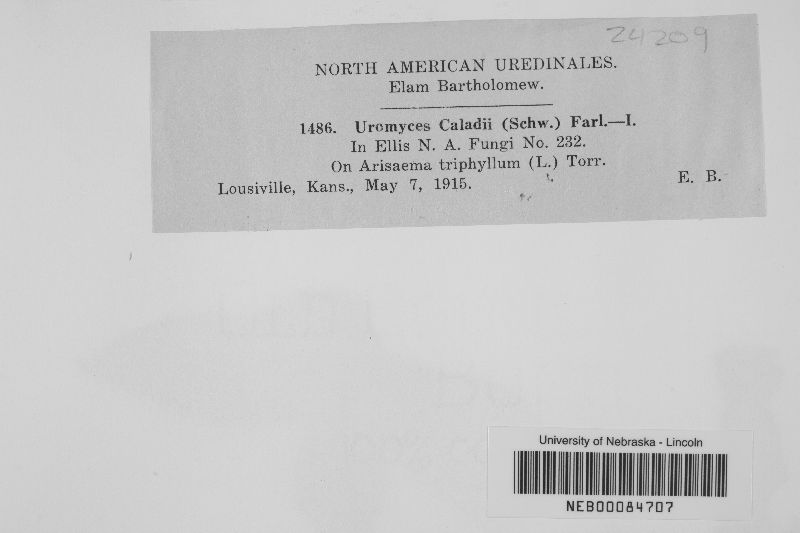 24209
NORTH AMERICAN UREDINALES.
Elam Bartholomew.
1486. Uromyces Caladii (Schw.) Farl.—I.
In Ellis N. A. Fungi No. 232.
On Arisaema triphyllum (L.) Torr.
Lousiville, Kans., May 7, 1915. E. B.
University of Nebraska - Lincoln
NEB00084707